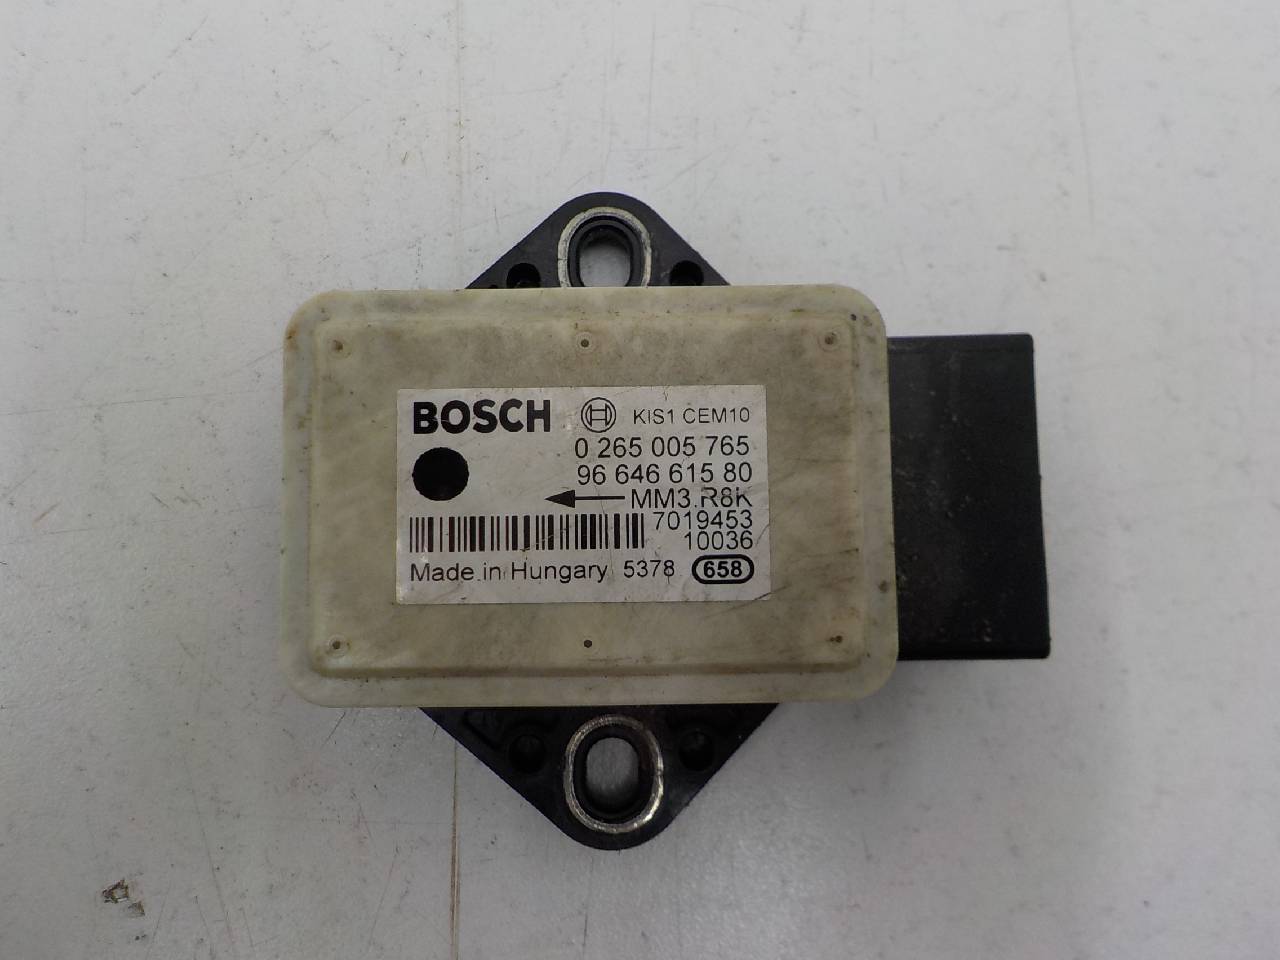 BOSCH KIS1 CEM10
0 265 005 765
96 646 615 80
MM3.R8K
7019453
10036
Made in Hungary 5378 658